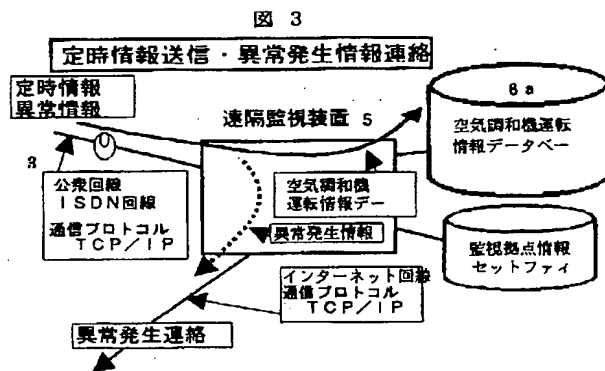 図 3
定時情報送信・異常発生情報連絡
定時情報
異常情報
遠隔監視装置 5
6a
空気調和機運転
情報データベー
3
公衆回線
ISDN回線
通信プロトコル
TCP/IP
空気調和機
運転情報デー
異常発生情報
監視拠点情報
セットファィ
インターネット回線
通信プロトコル
TCP/IP
異常発生連絡